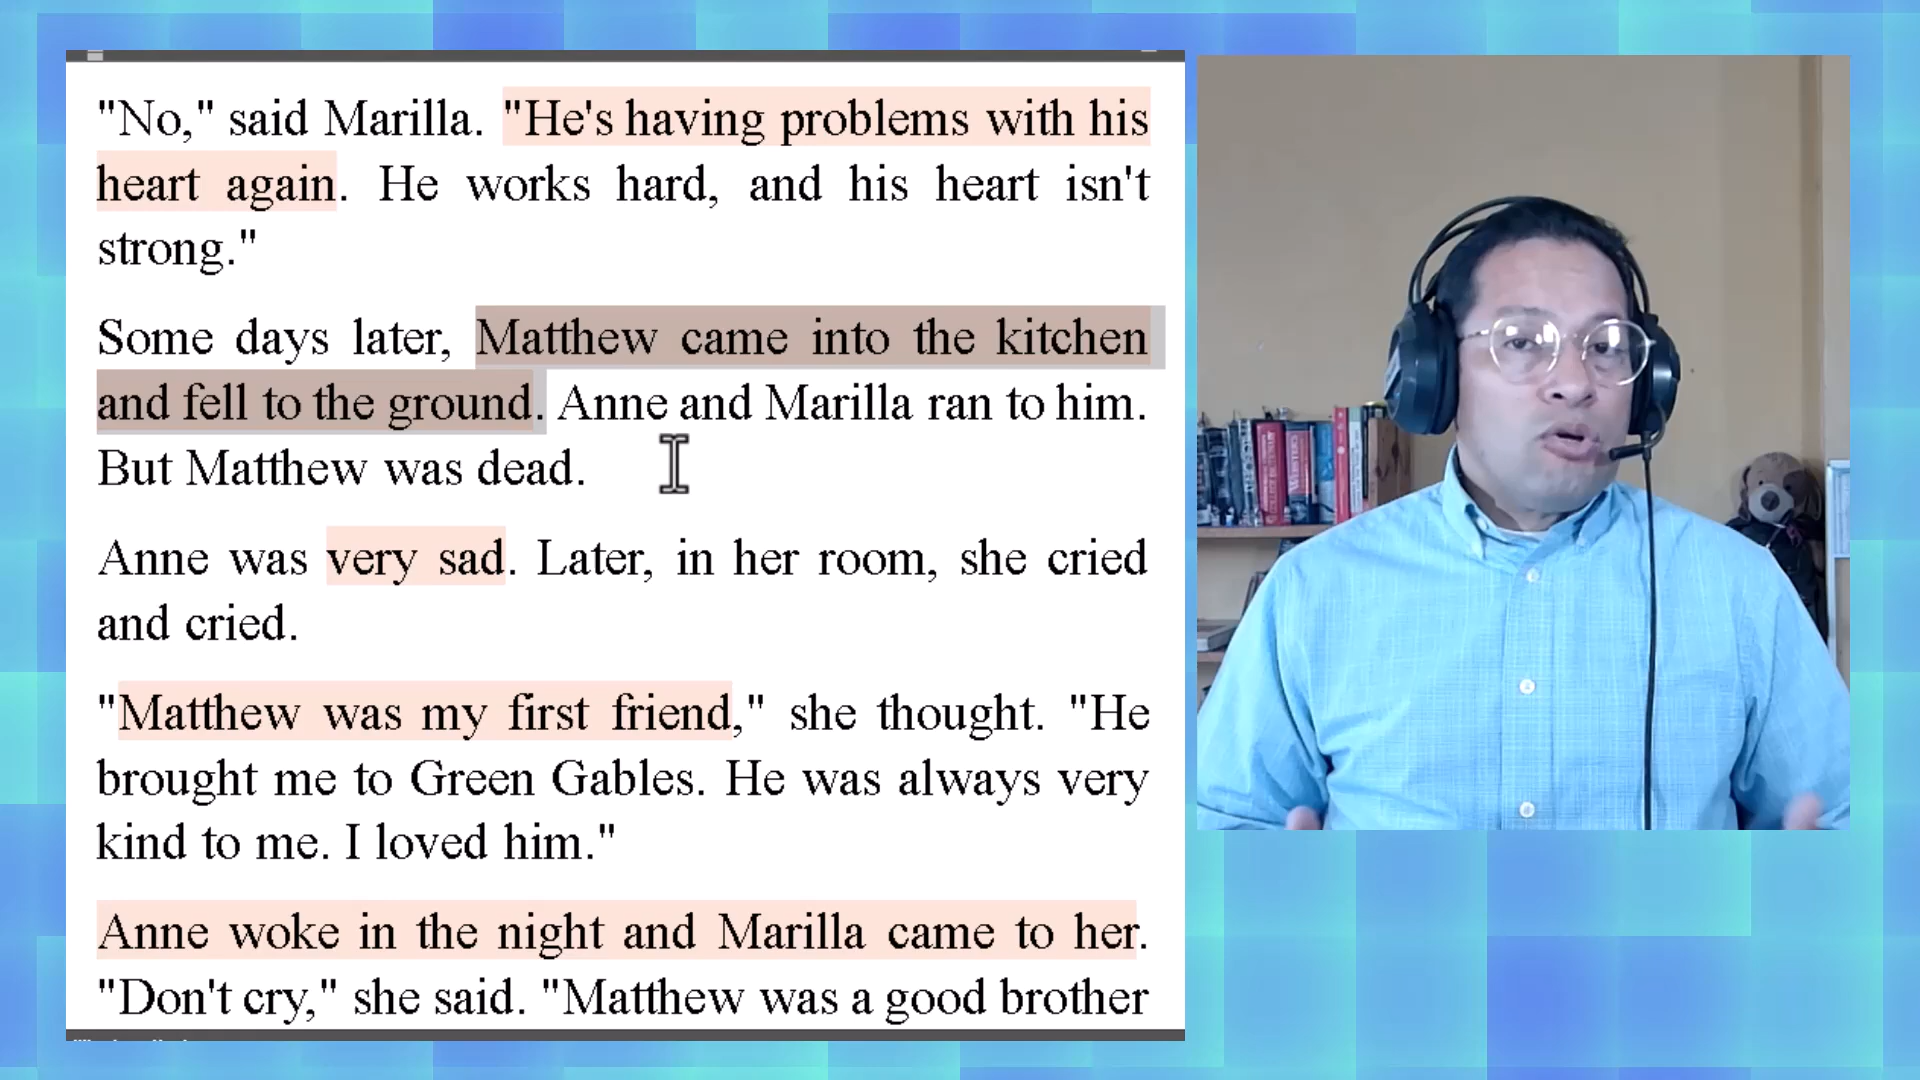 "No," said Marilla. "He's having problems with his
heart again. He works hard, and his heart isn't
strong."
Some days later, Matthew came into the kitchen
and fell to the ground. Anne and Marilla ran to him.
But Matthew was dead.
Anne was very sad. Later, in her room, she cried
and cried.
"Matthew was my first friend," she thought. "He
brought me to Green Gables. He was always very
kind to me. I loved him."
Anne woke in the night and Marilla came to her.
"Don't cry," she said. "Matthew was a good brother
WEBSTER'S